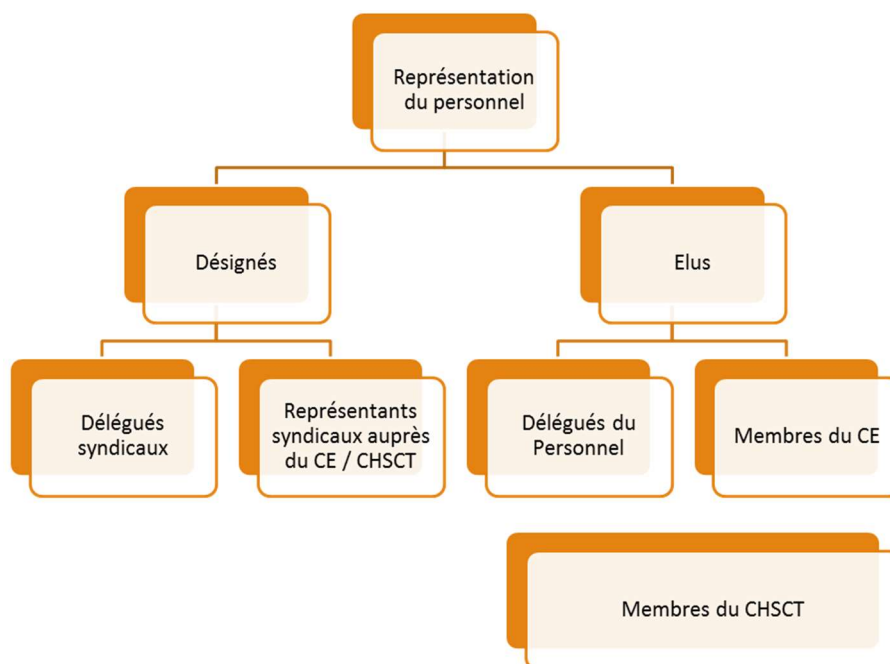 Représentation
du personnel
Désignés
Elus
Délégués
syndicaux
Représentants
syndicaux auprès
du CE / CHSCT
Délégués du
Personnel
Membres du CE
Membres du CHSCT